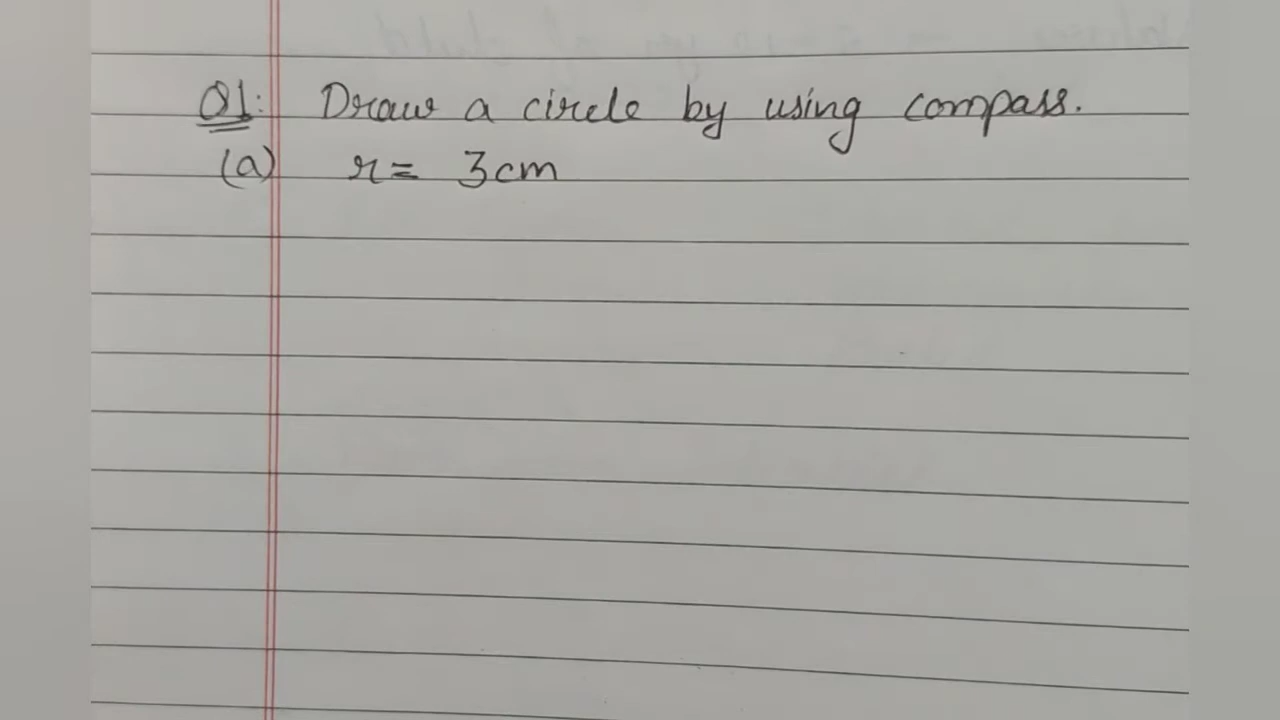 Q1: Draw a circle by using compass.
(a) r = 3cm